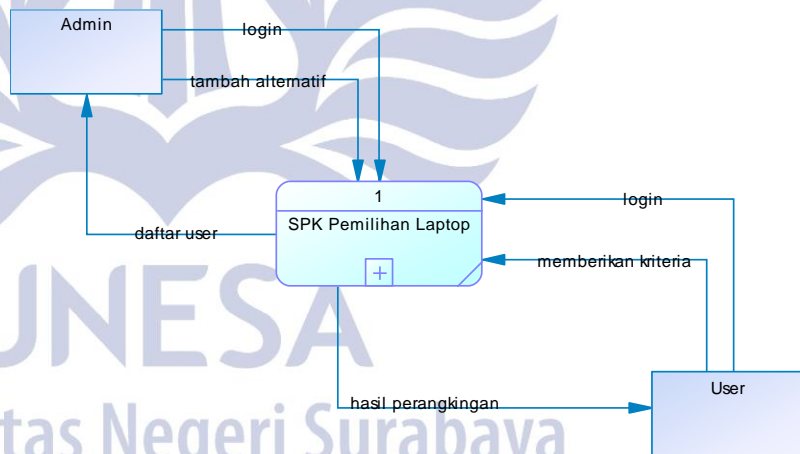 Admin
login
tambah alternatif
1
SPK Pemilihan Laptop
login
daftar user
memberikan kriteria
UNESA
User
hasil perangkingan
tas Negeri Surabaya